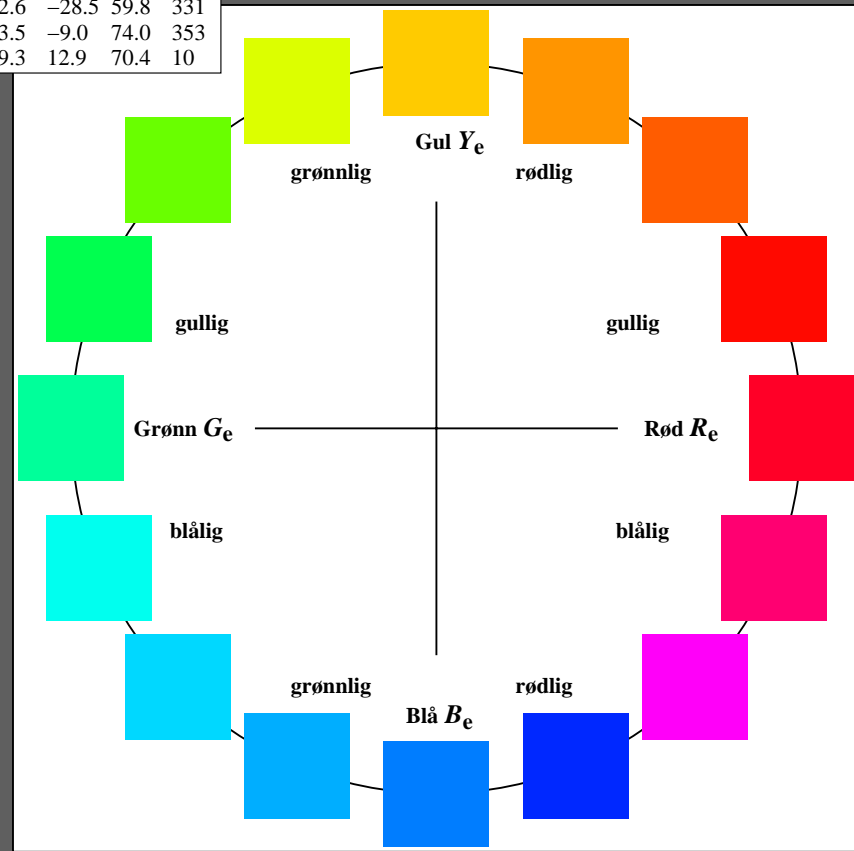 2.6 −28.5 59.8 331
3.5 −9.0 74.0 353
9.3 12.9 70.4 10
Gul Yₑ
grønnlig rødlig
gullig gullig
Grønn Gₑ Rød Rₑ
blålig blålig
grønnlig rødlig
Blå Bₑ